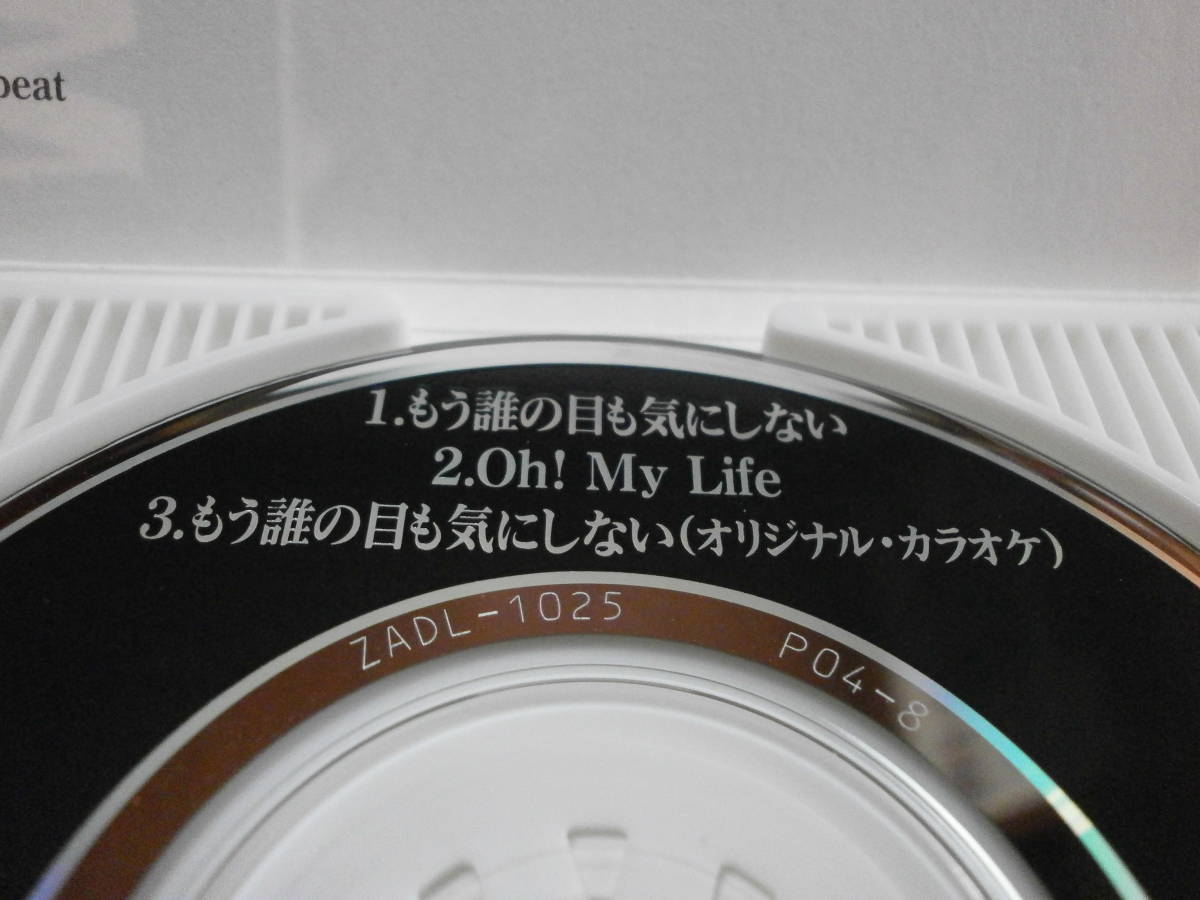 1.もう誰の目も気にしない
2.Oh! My Life
3.もう誰の目も気にしない(オリジナル・カラオケ)
ZADL-1025 P04-8